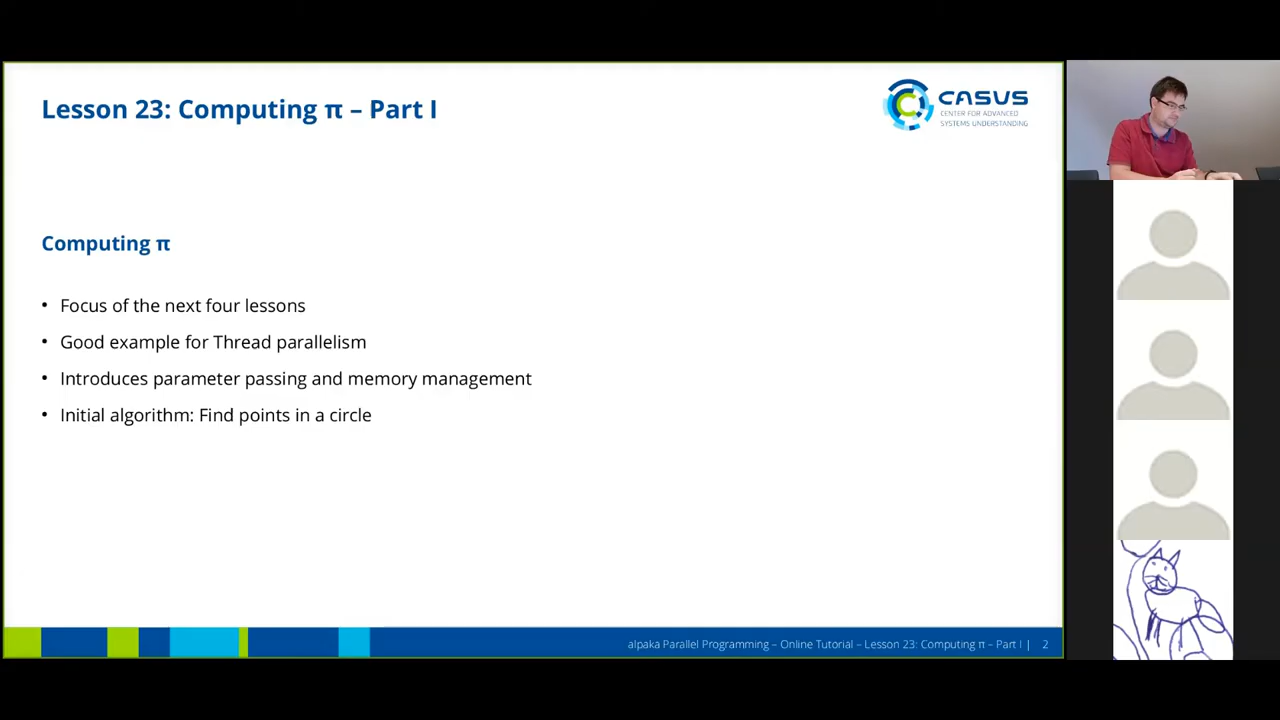 Lesson 23: Computing π – Part I
CASUS
CENTER FOR ADVANCED
SYSTEMS UNDERSTANDING
Computing π
• Focus of the next four lessons
• Good example for Thread parallelism
• Introduces parameter passing and memory management
• Initial algorithm: Find points in a circle
alpaka Parallel Programming – Online Tutorial – Lesson 23: Computing π – Part I | 2